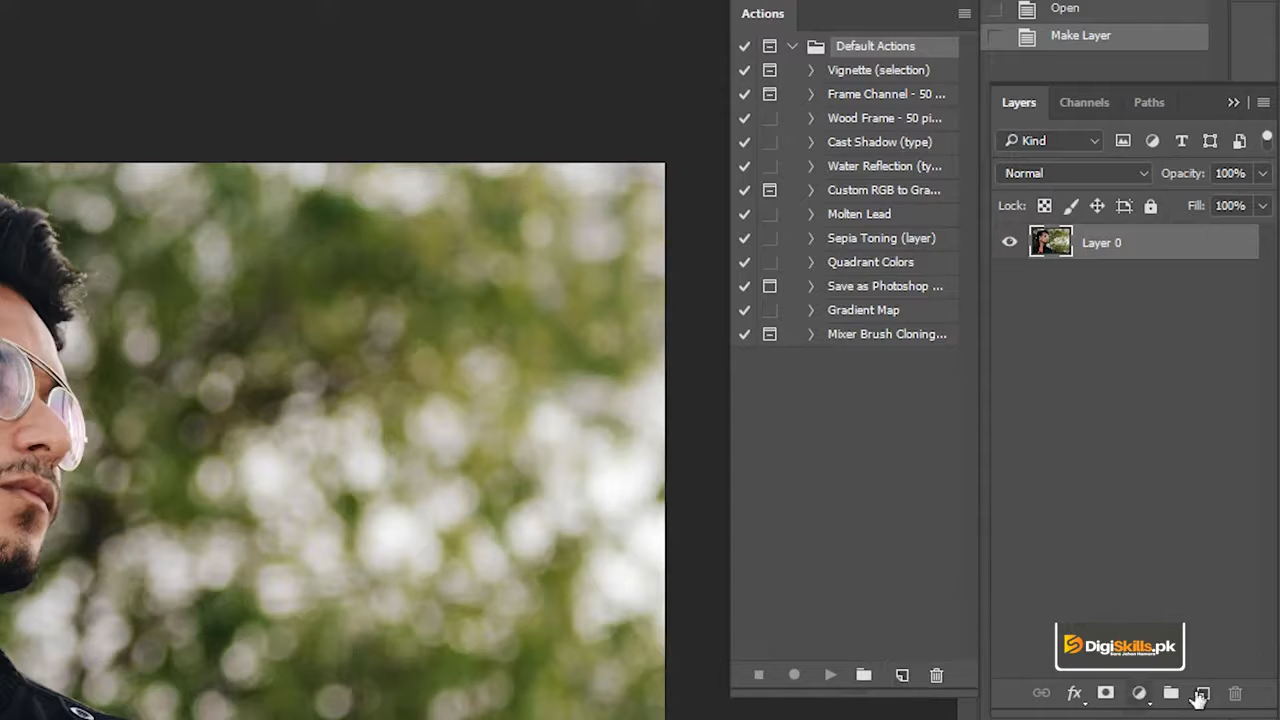 Actions
Default Actions
Vignette (selection)
Frame Channel - 50 ...
Wood Frame - 50 pi...
Cast Shadow (type)
Water Reflection (ty...
Custom RGB to Gra...
Molten Lead
Sepia Toning (layer)
Quadrant Colors
Save as Photoshop ...
Gradient Map
Mixer Brush Cloning...
Open
Make Layer
Layers Channels Paths
Kind
Normal Opacity: 100%
Lock: Fill: 100%
Layer 0
DigiSkills.pk
fx